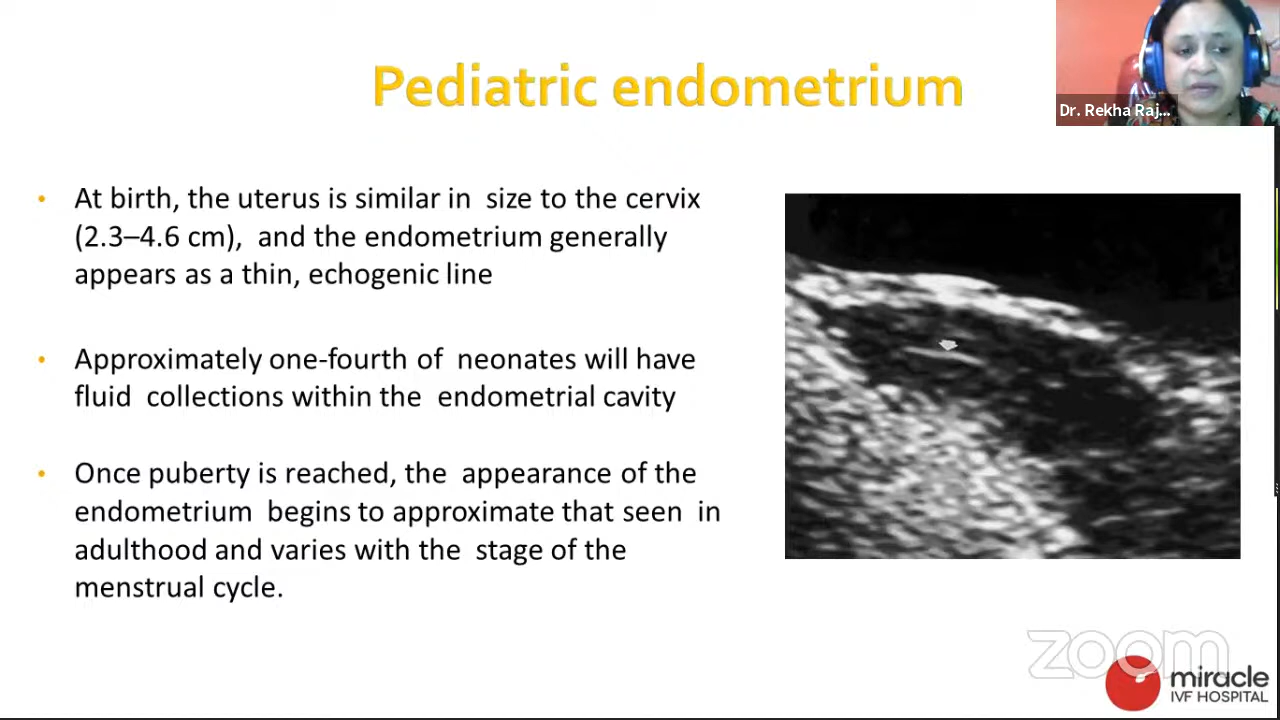 Pediatric endometrium
Dr. Rekha Raj...
• At birth, the uterus is similar in size to the cervix
(2.3–4.6 cm), and the endometrium generally
appears as a thin, echogenic line
• Approximately one-fourth of neonates will have
fluid collections within the endometrial cavity
• Once puberty is reached, the appearance of the
endometrium begins to approximate that seen in
adulthood and varies with the stage of the
menstrual cycle.
zoom
miracle
IVF HOSPITAL